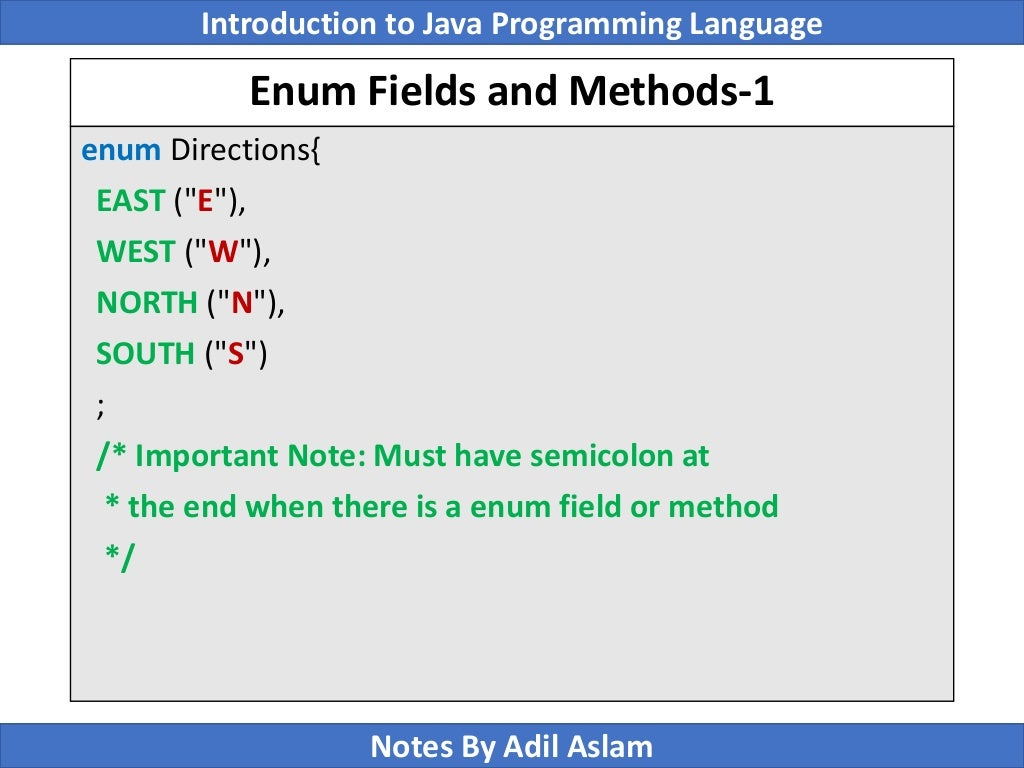 Introduction to Java Programming Language
Enum Fields and Methods-1
enum Directions{
EAST ("E"),
WEST ("W"),
NORTH ("N"),
SOUTH ("S")
;
/* Important Note: Must have semicolon at
* the end when there is a enum field or method
*/
Notes By Adil Aslam